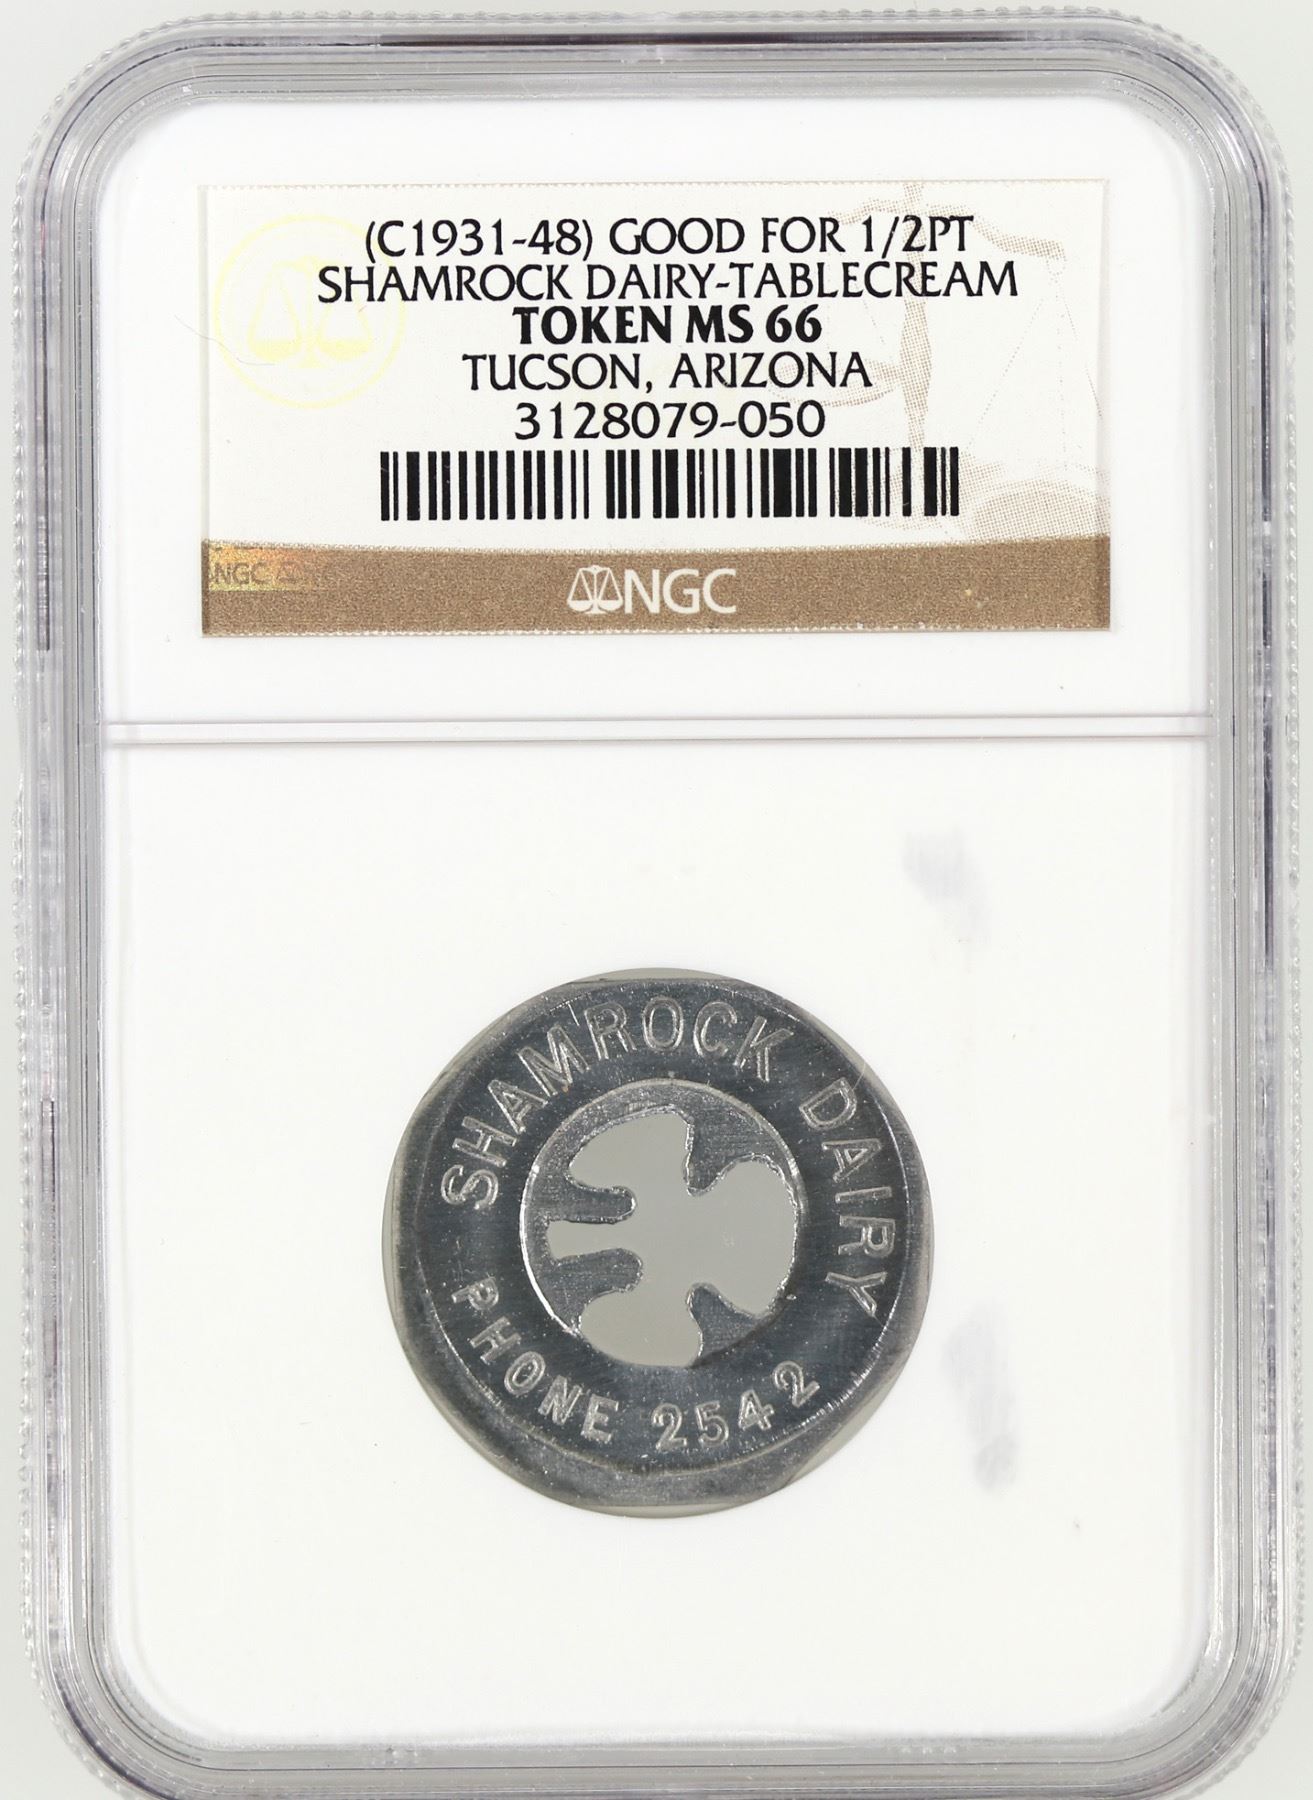 (C1931-48) GOOD FOR 1/2PT
SHAMROCK DAIRY-TABLECREAM
TOKEN MS 66
TUCSON, ARIZONA
3128079-050
NGC
NGC
SHAMROCK DAIRY
PHONE 2542